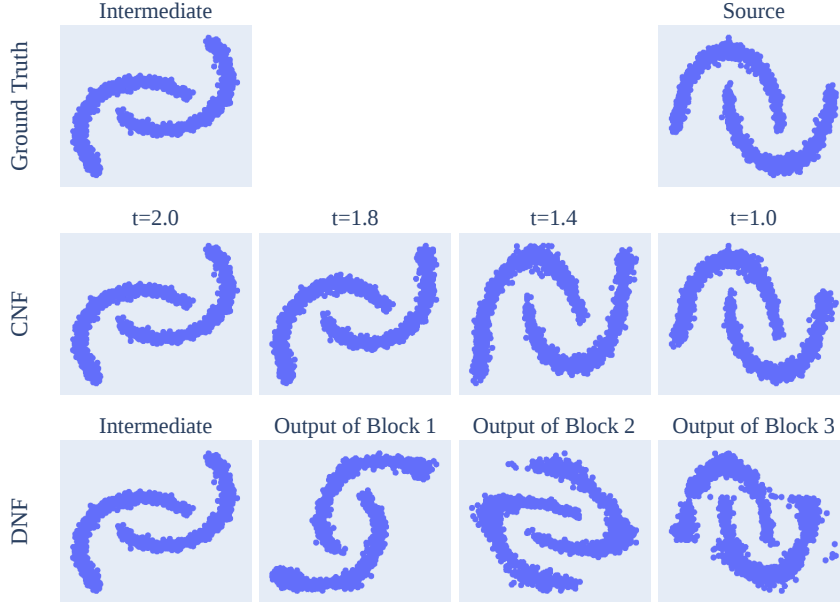 Intermediate
Source
Ground Truth
t=2.0
t=1.8
t=1.4
t=1.0
CNF
Intermediate
Output of Block 1
Output of Block 2
Output of Block 3
DNF